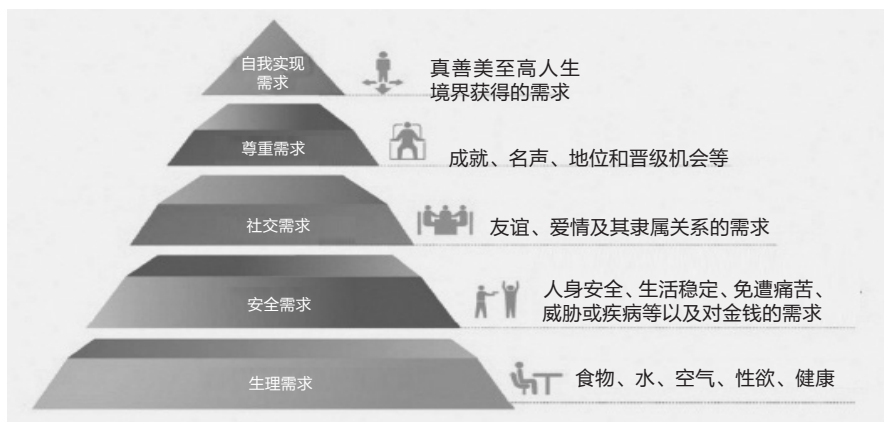 自我实现
需求
真善美至高人生
境界获得的需求
尊重需求
成就、名声、地位和晋级机会等
社交需求
友谊、爱情及其隶属关系的需求
安全需求
人身安全、生活稳定、免遭痛苦、
威胁或疾病等以及对金钱的需求
生理需求
食物、水、空气、性欲、健康